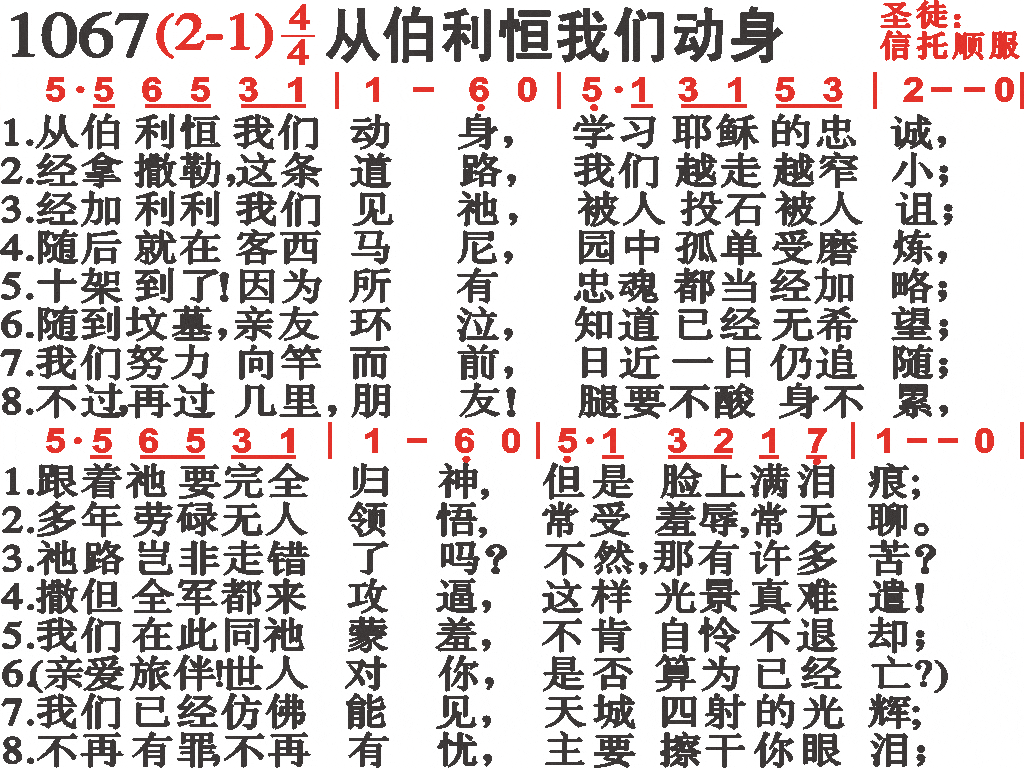 1067(2-1)4/4 从伯利恒我们动身 圣徒：
信托顺服
5·5 6 5 3 1 | 1 － 6 0 | 5·1 3 1 5 3 | 2－－0|
1.从伯利恒我们动身，学习耶稣的忠诚，
2.经拿撒勒，这条道路，我们越走越窄小；
3.经加利利我们见祂，被人投石被人诅；
4.随后就在客西马尼，园中孤单受磨炼，
5.十架到了！因为所有忠魂都当经加略；
6.随到坟墓，亲友环泣，知道已经无希望；
7.我们努力向竿而前，日近一日仍追随；
8.不过，再过几里，朋友！腿要不酸身不累，
5·5 6 5 3 1 | 1 － 6 0 | 5·1 3 2 1 7 | 1－－0 |
1.跟着祂要完全归神，但是脸上满泪痕；
2.多年劳碌无人领悟，常受羞辱，常无聊。
3.祂路岂非走错了吗？不然，那有许多苦？
4.撒但全军都来攻逼，这样光景真难遣！
5.我们在此同祂蒙羞，不肯自怜不退却；
6.(亲爱旅伴！世人对你，是否算为已经亡？)
7.我们已经仿佛能见，天城四射的光辉；
8.不再有罪，不再有忧，主要擦干你眼泪；